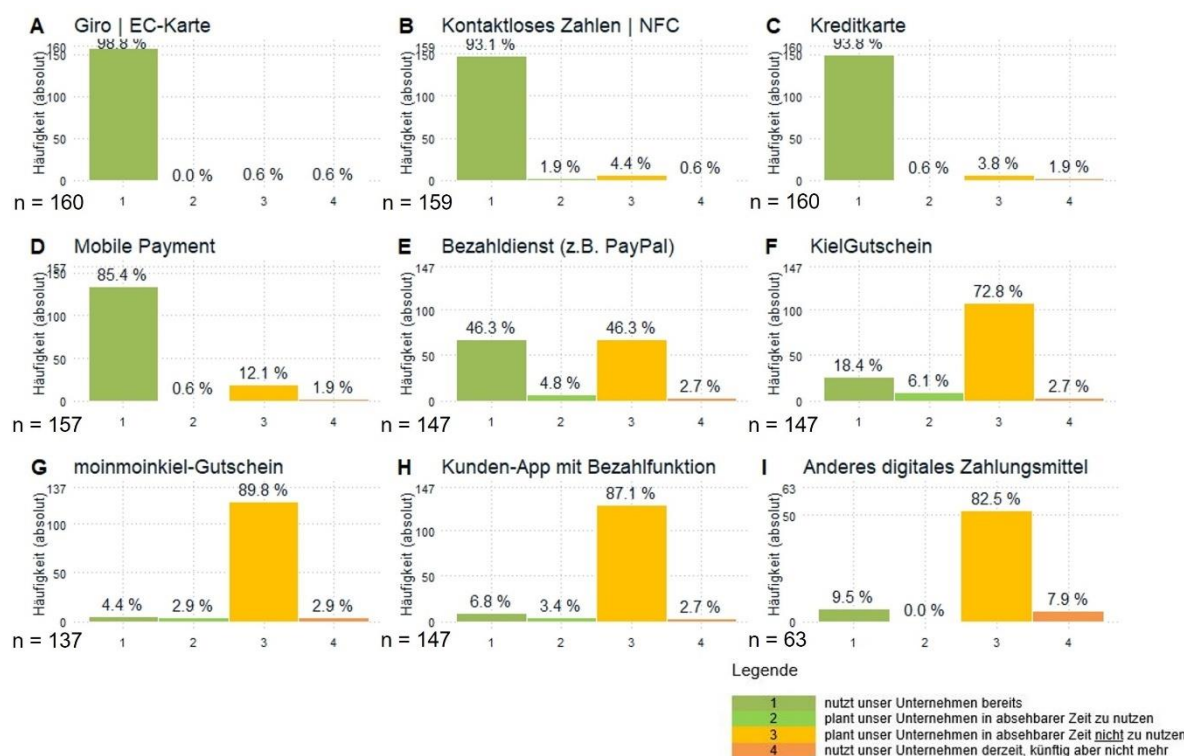 A Giro | EC-Karte
Häufigkeit (absolut)
160
150
100
50
0
98.8 %
0.0 %
0.6 %
0.6 %
1 2 3 4
n = 160
B Kontaktloses Zahlen | NFC
Häufigkeit (absolut)
159
150
100
50
0
93.1 %
1.9 %
4.4 %
0.6 %
1 2 3 4
n = 159
C Kreditkarte
Häufigkeit (absolut)
160
150
100
50
0
93.8 %
0.6 %
3.8 %
1.9 %
1 2 3 4
n = 160
D Mobile Payment
Häufigkeit (absolut)
157
150
100
50
0
85.4 %
0.6 %
12.1 %
1.9 %
1 2 3 4
n = 157
E Bezahldienst (z.B. PayPal)
Häufigkeit (absolut)
147
100
50
0
46.3 %
4.8 %
46.3 %
2.7 %
1 2 3 4
n = 147
F KielGutschein
Häufigkeit (absolut)
147
100
50
0
18.4 %
6.1 %
72.8 %
2.7 %
1 2 3 4
n = 147
G moinmoinkiel-Gutschein
Häufigkeit (absolut)
137
100
50
0
4.4 %
2.9 %
89.8 %
2.9 %
1 2 3 4
n = 137
H Kunden-App mit Bezahlfunktion
Häufigkeit (absolut)
147
100
50
0
6.8 %
3.4 %
87.1 %
2.7 %
1 2 3 4
n = 147
I Anderes digitales Zahlungsmittel
Häufigkeit (absolut)
63
50
0
9.5 %
0.0 %
82.5 %
7.9 %
1 2 3 4
n = 63
Legende
1 nutzt unser Unternehmen bereits
2 plant unser Unternehmen in absehbarer Zeit zu nutzen
3 plant unser Unternehmen in absehbarer Zeit nicht zu nutzen
4 nutzt unser Unternehmen derzeit, künftig aber nicht mehr